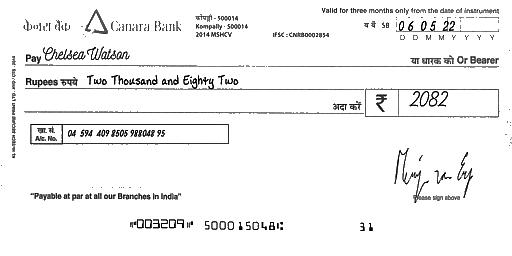 केनरा बैंक Canara Bank
कोंपल्ली - 500014
Kompally - 500014
2014 MSHCV
IFSC : CNRB0002854
Valid for three months only from the date of instrument
06 05 22
D D M M Y Y Y Y
Pay Chelsea Watson या धारक को Or Bearer
Rupees रुपये Two Thousand and Eighty Two
अदा करें ₹ 2082
खा. सं. A/c. No. 04 594 409 8505 988048 95
Please sign above
"Payable at par at all our Branches in India"
⑈003209⑈ 500015048⑆ 31